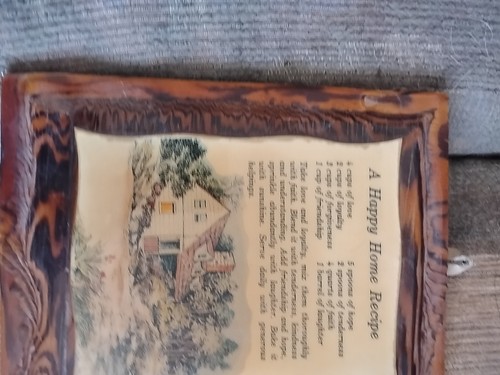 A Happy Home Recipe
4 cups of love
2 cups of loyalty
3 cups of forgiveness
1 cup of friendship
5 spoons of hope
2 spoons of tenderness
4 quarts of faith
1 barrel of laughter
Take love and loyalty, mix them thoroughly
with faith. Blend it with tenderness, kindness
and understanding. Add friendship and hope,
sprinkle abundantly with laughter. Bake it
with sunshine. Serve daily with generous
helpings.